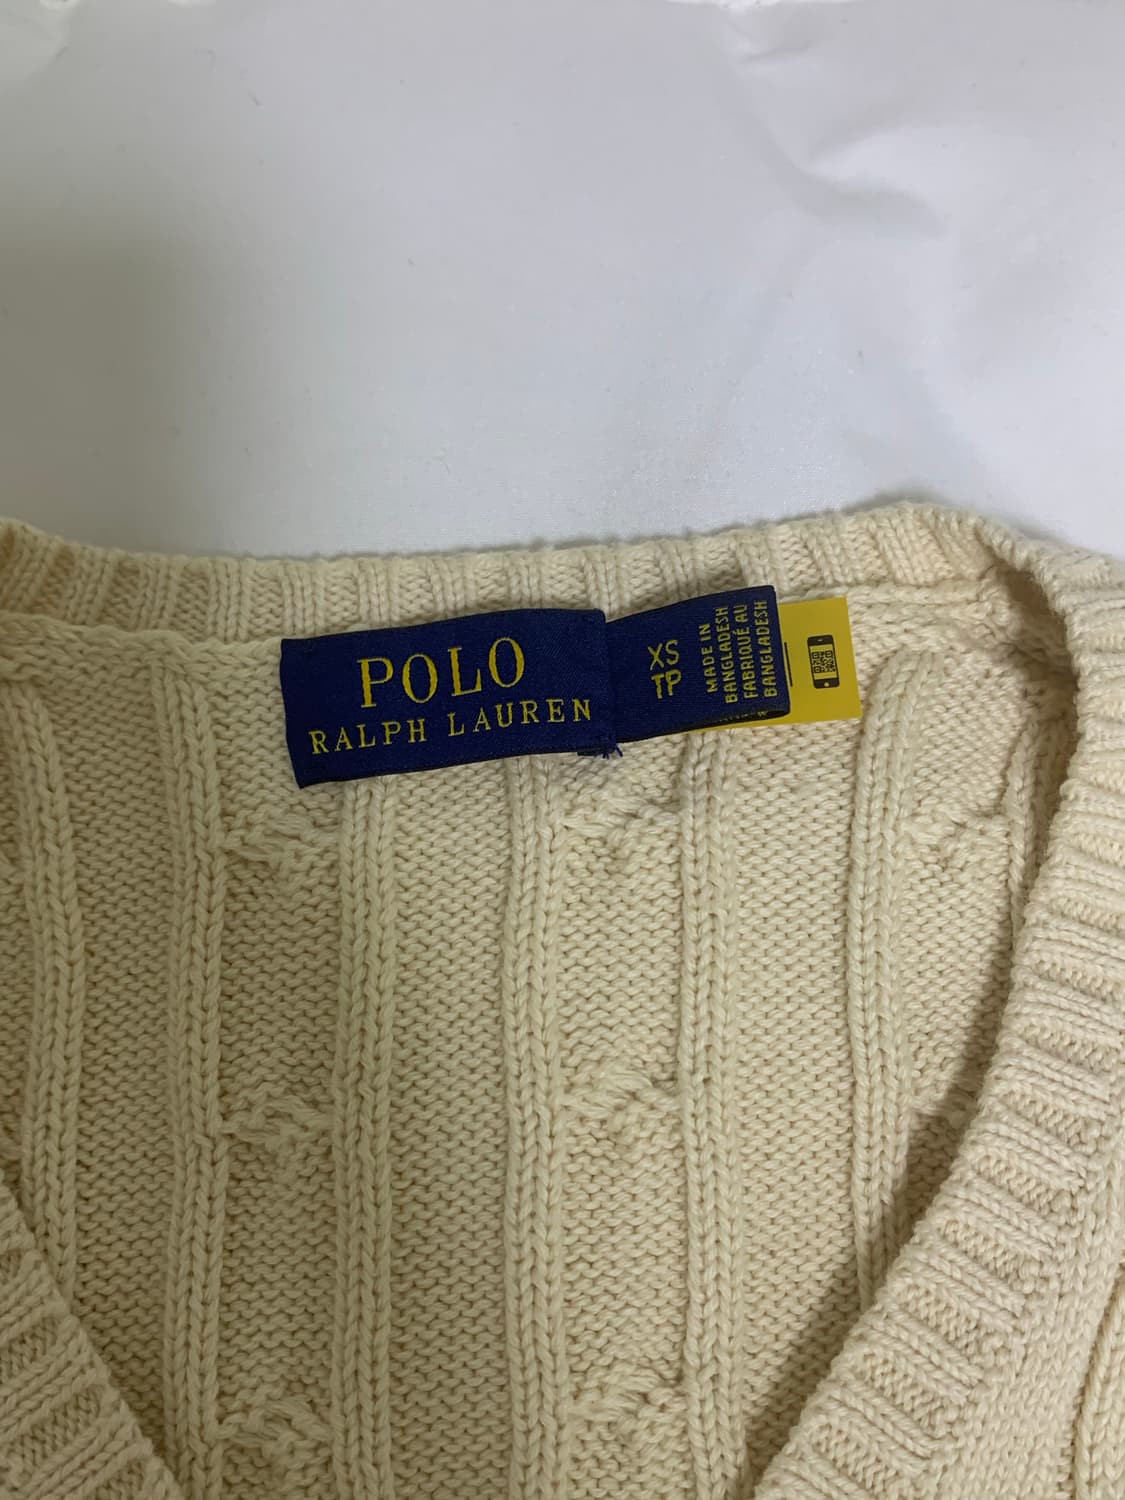 POLO
RALPH LAUREN
XS
TP
MADE IN
BANGLADESH
FABRIQUÉ AU
BANGLADESH